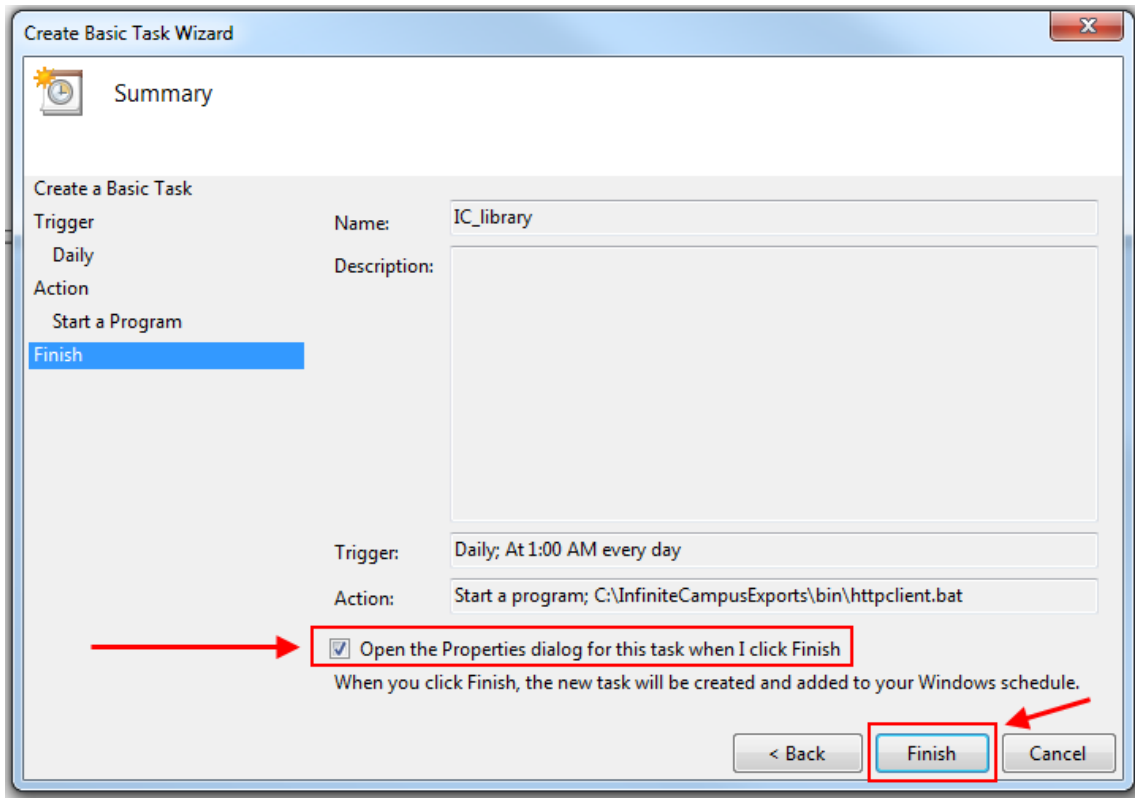 Create Basic Task Wizard
Summary
Create a Basic Task
Trigger
Daily
Action
Start a Program
Finish
Name: IC_library
Description:
Trigger: Daily; At 1:00 AM every day
Action: Start a program; C:\InfiniteCampusExports\bin\httpclient.bat
Open the Properties dialog for this task when I click Finish
When you click Finish, the new task will be created and added to your Windows schedule.
< Back Finish Cancel